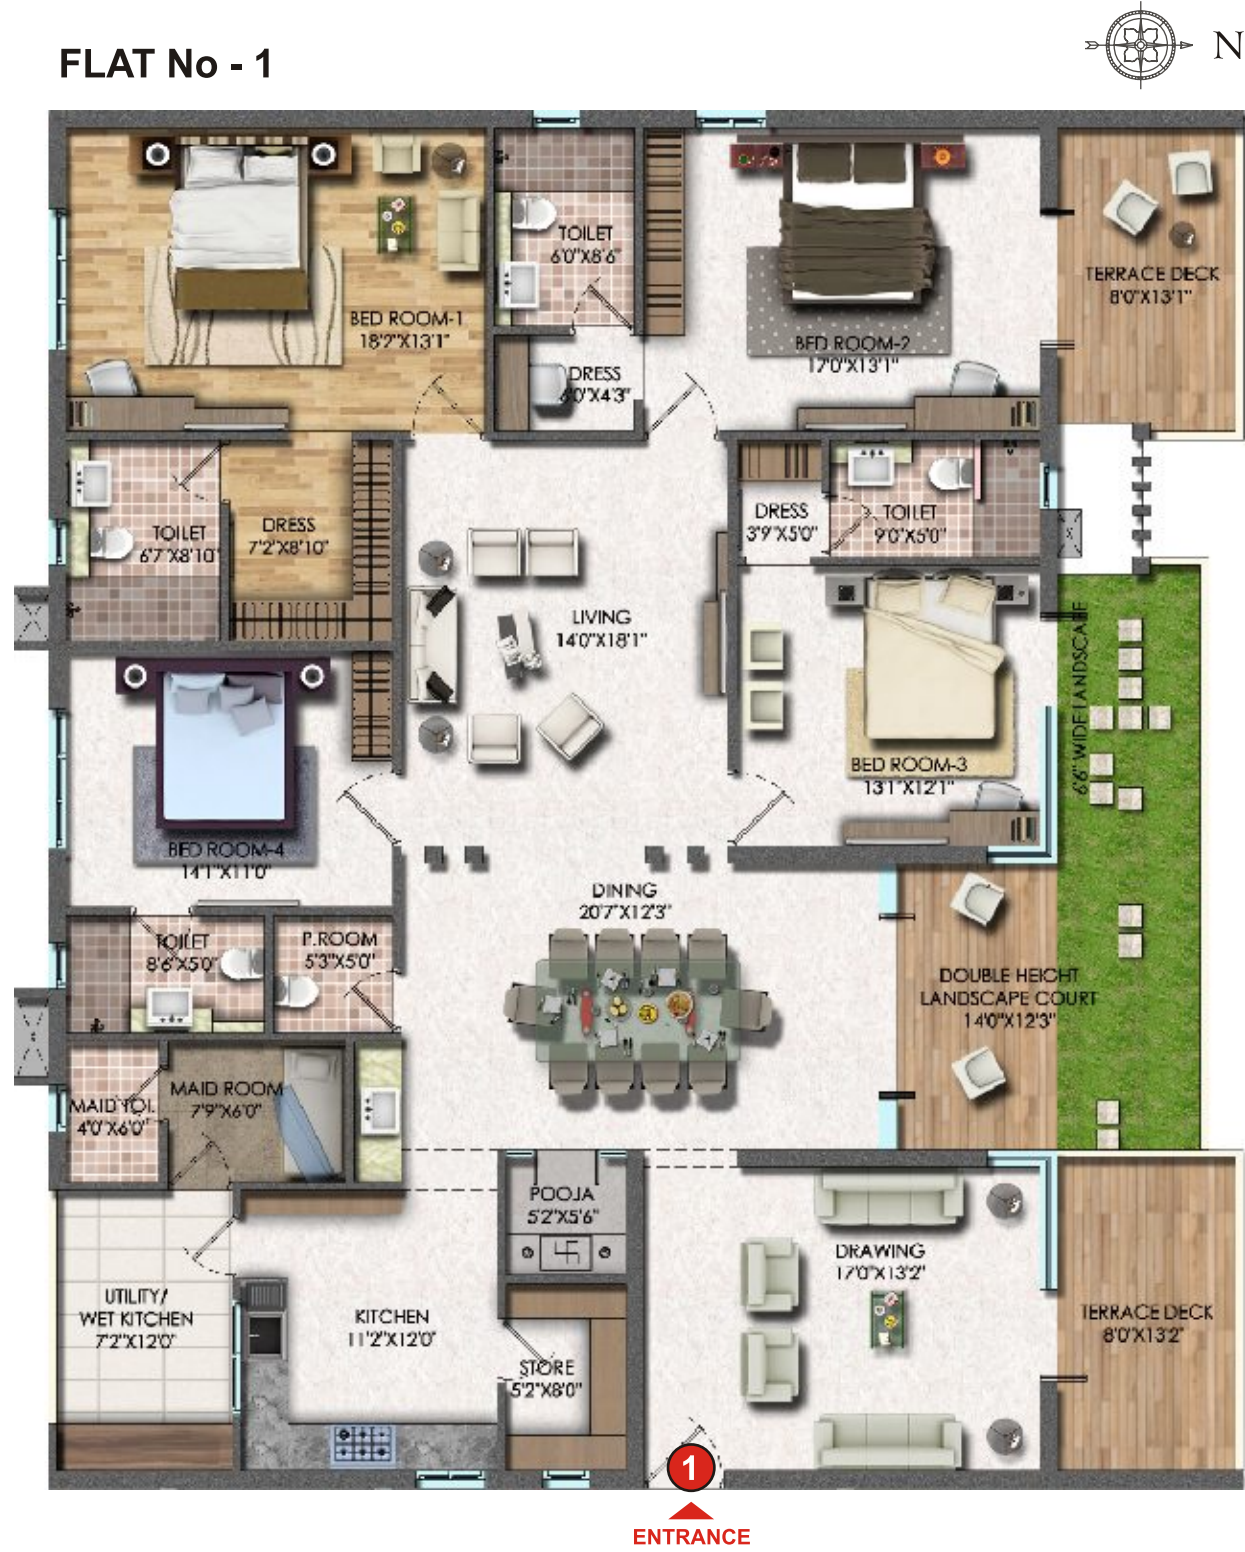 N
FLAT No - 1
TOILET
6'0"X8'6"
TERRACE DECK
8'0"X13'1"
BED ROOM-1
18'2"X13'1"
BED ROOM-2
17'0"X13'1"
DRESS
6'0"X4'3"
TOILET
6'7"X8'10"
DRESS
7'2"X8'10"
DRESS
3'9"X5'0"
TOILET
9'0"X5'0"
LIVING
14'0"X18'1"
6'6" WIDE LANDSCAPE
BED ROOM-3
13'1"X12'1"
BED ROOM-4
14'1"X11'0"
DINING
20'7"X12'3"
TOILET
8'6"X5'0"
P.ROOM
5'3"X5'0"
DOUBLE HEIGHT
LANDSCAPE COURT
14'0"X12'3"
MAID TOI.
4'0"X6'0"
MAID ROOM
7'9"X6'0"
POOJA
5'2"X5'6"
DRAWING
17'0"X13'2"
UTILITY/
WET KITCHEN
7'2"X12'0"
KITCHEN
11'2"X12'0"
STORE
5'2"X8'0"
TERRACE DECK
8'0"X13'2"
1
ENTRANCE